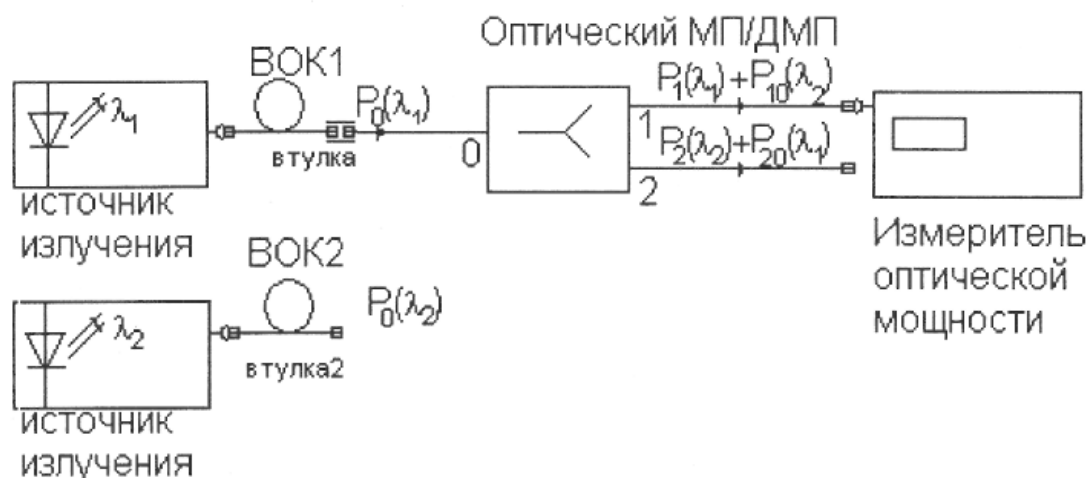 Оптический МП/ДМП
ВОК1
λ1
P0(λ1)
P1(λ1)+P10(λ2)
втулка
0
1
P2(λ2)+P20(λ1)
2
источник
излучения
Измеритель
оптической
мощности
ВОК2
λ2
P0(λ2)
втулка2
источник
излучения